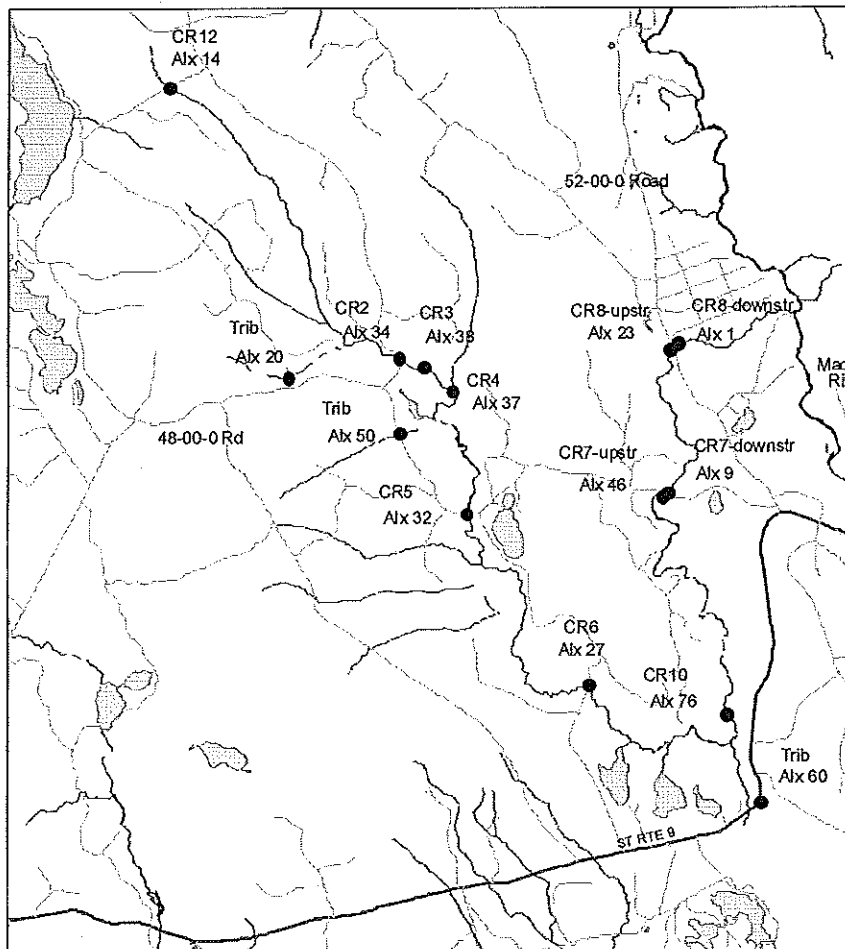 CR12
Alx 14
52-00-0 Road
CR2
Alx 34
CR3
Alx 38
CR8-upstr
Alx 23
CR8-downstr
Alx 1
Trib
Alx 20
CR4
Alx 37
Trib
Alx 50
48-00-0 Rd
CR7-upstr
Alx 46
CR7-downstr
Alx 9
CR5
Alx 32
CR6
Alx 27
CR10
Alx 76
Trib
Alx 60
ST RTE 9